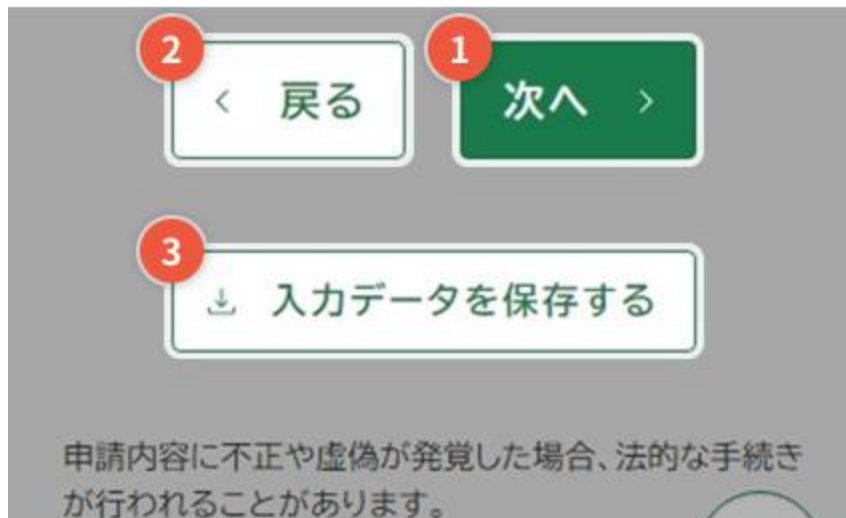 2 1
‹ 戻る 次へ ›
3
入力データを保存する
申請内容に不正や虚偽が発覚した場合、法的な手続き
が行われることがあります。